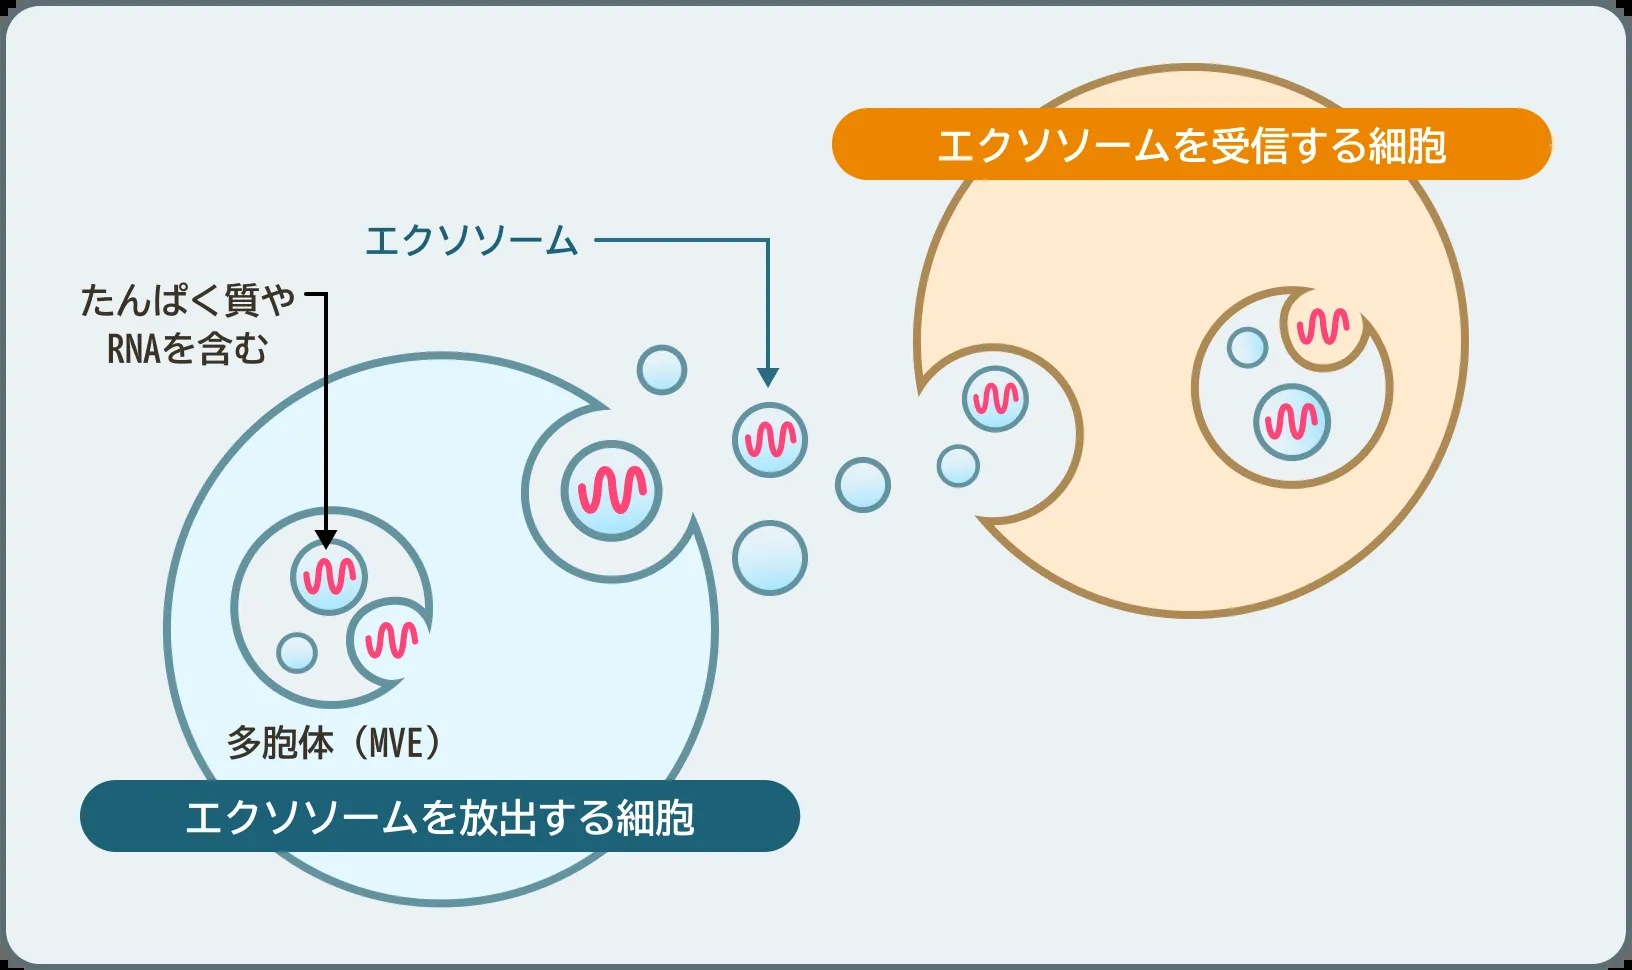 エクソソームを受信する細胞
エクソソーム
たんぱく質や
RNAを含む
多胞体（MVE）
エクソソームを放出する細胞